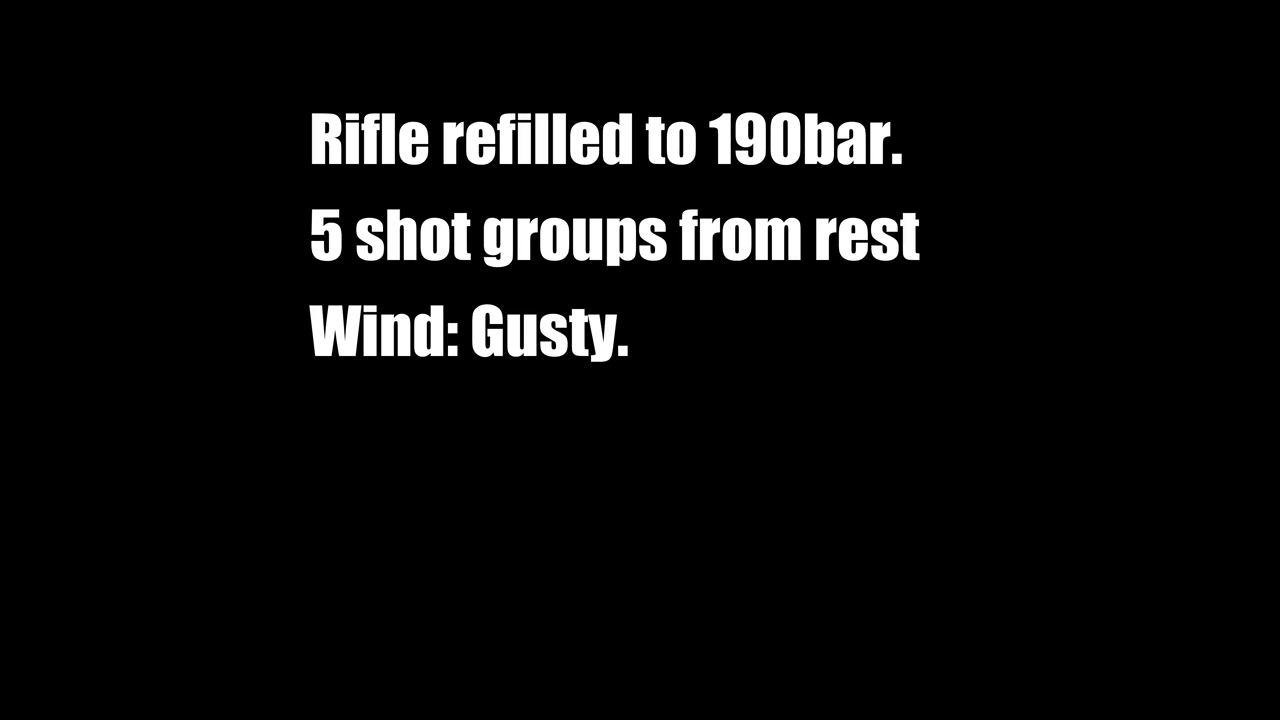 Rifle refilled to 190bar.
5 shot groups from rest
Wind: Gusty.